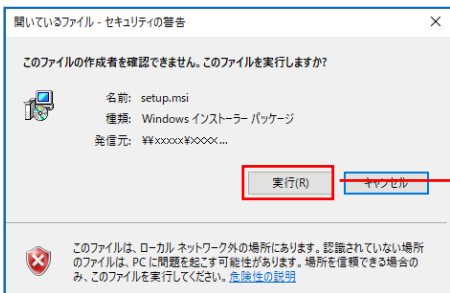 開いているファイル - セキュリティの警告
このファイルの作成者を確認できません。このファイルを実行しますか?
名前: setup.msi
種類: Windows インストーラー パッケージ
発信元: ¥¥xxxxx¥xxxx...
実行(R)
キャンセル
このファイルは、ローカル ネットワーク外の場所にあります。認識されていない場所
のファイルは、PC に問題を起こす可能性があります。場所を信頼できる場合の
み、このファイルを実行してください。危険性の説明